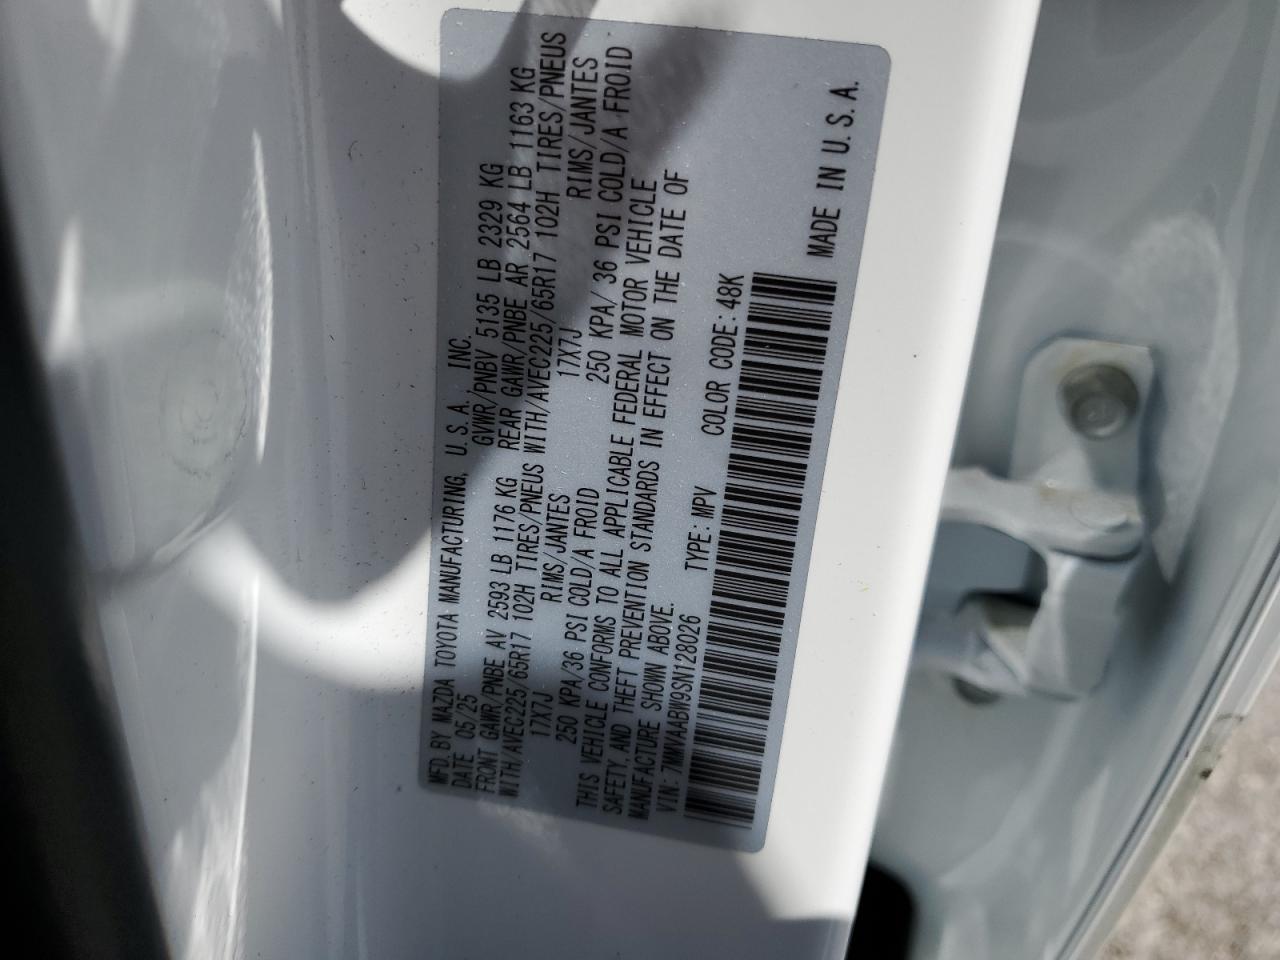 MFD. BY MAZDA TOYOTA MANUFACTURING, U.S.A. INC.
DATE 05/25 GVWR/PNBV 5135 LB 2329 KG
FRONT GAWR/PNBE AV 2593 LB 1176 KG REAR GAWR/PNBE AR 2564 LB 1163 KG
WITH/AVEC225/65R17 102H TIRES/PNEUS WITH/AVEC225/65R17 102H TIRES/PNEUS
17X7J RIMS/JANTES 17X7J RIMS/JANTES
250 KPA/36 PSI COLD/A FROID 250 KPA/ 36 PSI COLD/A FROID
THIS VEHICLE CONFORMS TO ALL APPLICABLE FEDERAL MOTOR VEHICLE
SAFETY, AND THEFT PREVENTION STANDARDS IN EFFECT ON THE DATE OF
MANUFACTURE SHOWN ABOVE.
VIN: 7MMVAABW9SN128026 TYPE: MPV COLOR CODE: 48K
MADE IN U.S.A.